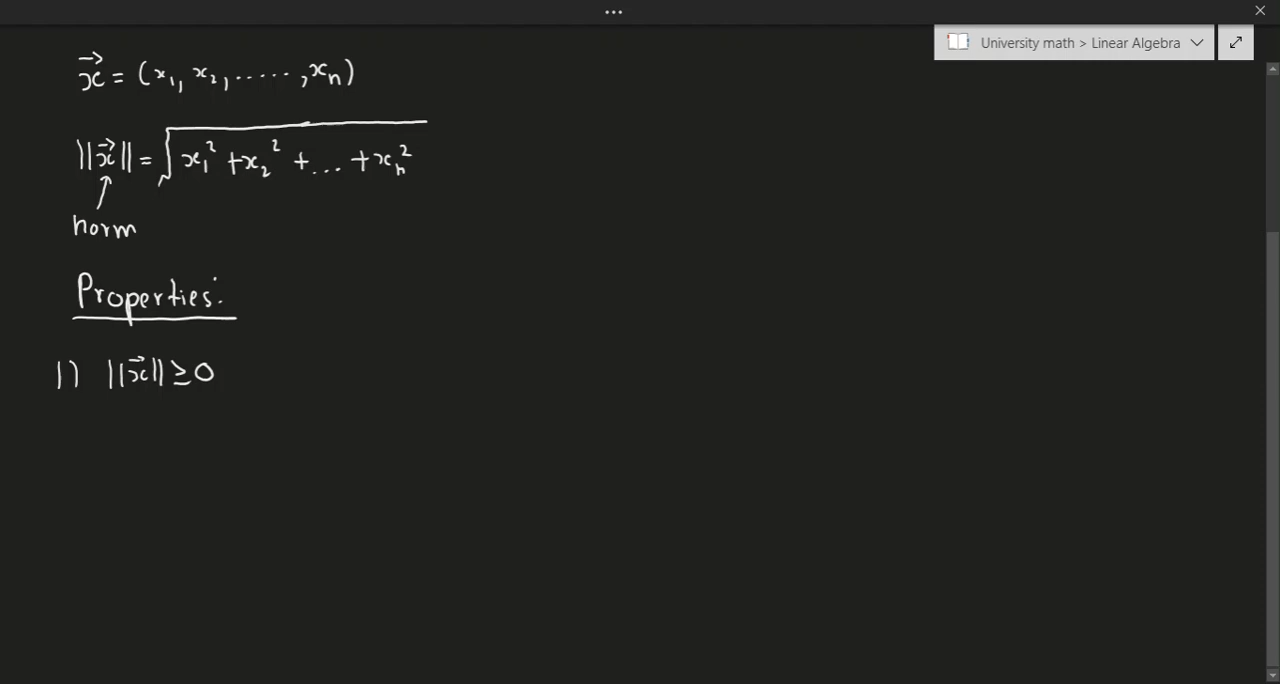 ...
University math > Linear Algebra
x⃗ = (x₁, x₂, ....., xₙ)
||x⃗|| = √(x₁² + x₂² + ... + xₙ²)
norm
Properties:
1) ||x⃗|| ≥ 0